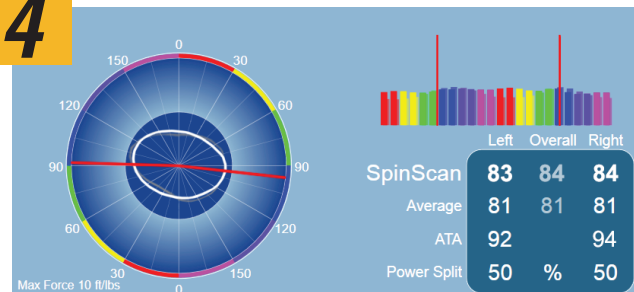 4
0
150 30
120 60
90 90
60 120
30 150
0
Max Force 10 ft/lbs
Left Overall Right
SpinScan 83 84 84
Average 81 81 81
ATA 92 94
Power Split 50 % 50